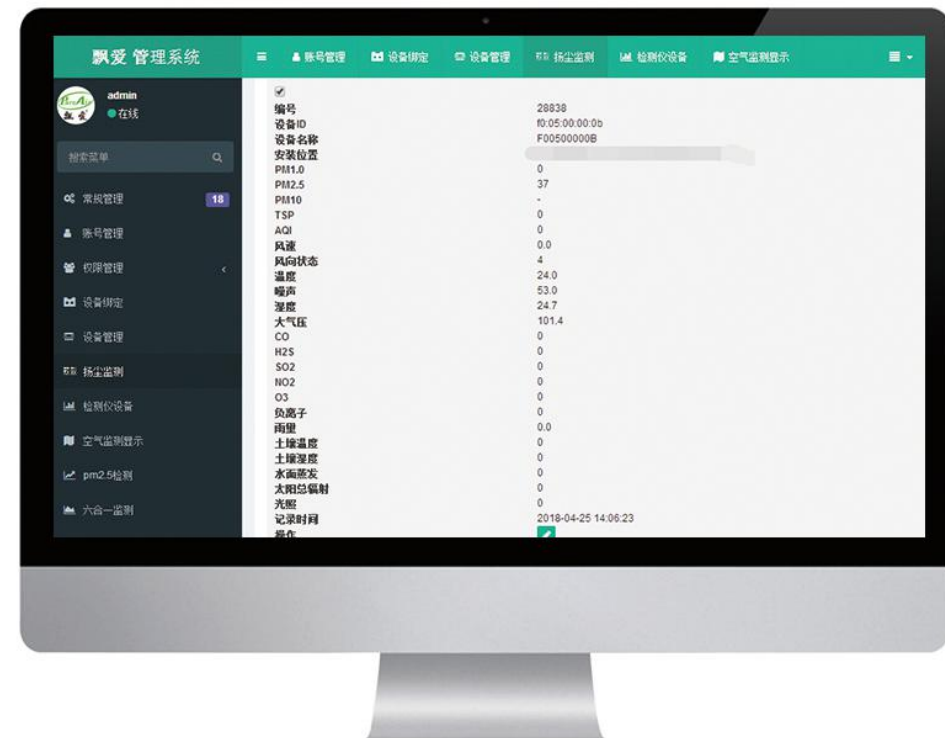 飘爱 管理系统
账号管理 设备绑定 设备管理 扬尘监测 检测仪设备 空气监测显示
admin
在线
搜索菜单
常规管理 18
账号管理
权限管理
设备绑定
设备管理
扬尘监测
检测仪设备
空气监测显示
pm2.5检测
六合一监测
编号 28838
设备ID f0:05:00:00:0b
设备名称 F00500000B
安装位置
PM1.0 0
PM2.5 37
PM10 -
TSP 0
AQI 0
风速 0.0
风向状态 4
温度 24.0
噪声 53.0
湿度 24.7
大气压 101.4
CO 0
H2S 0
SO2 0
NO2 0
O3 0
负离子 0
雨里 0.0
土壤温度 0
土壤湿度 0
水面蒸发 0
太阳总辐射 0
光照 0
记录时间 2018-04-25 14:06:23
操作